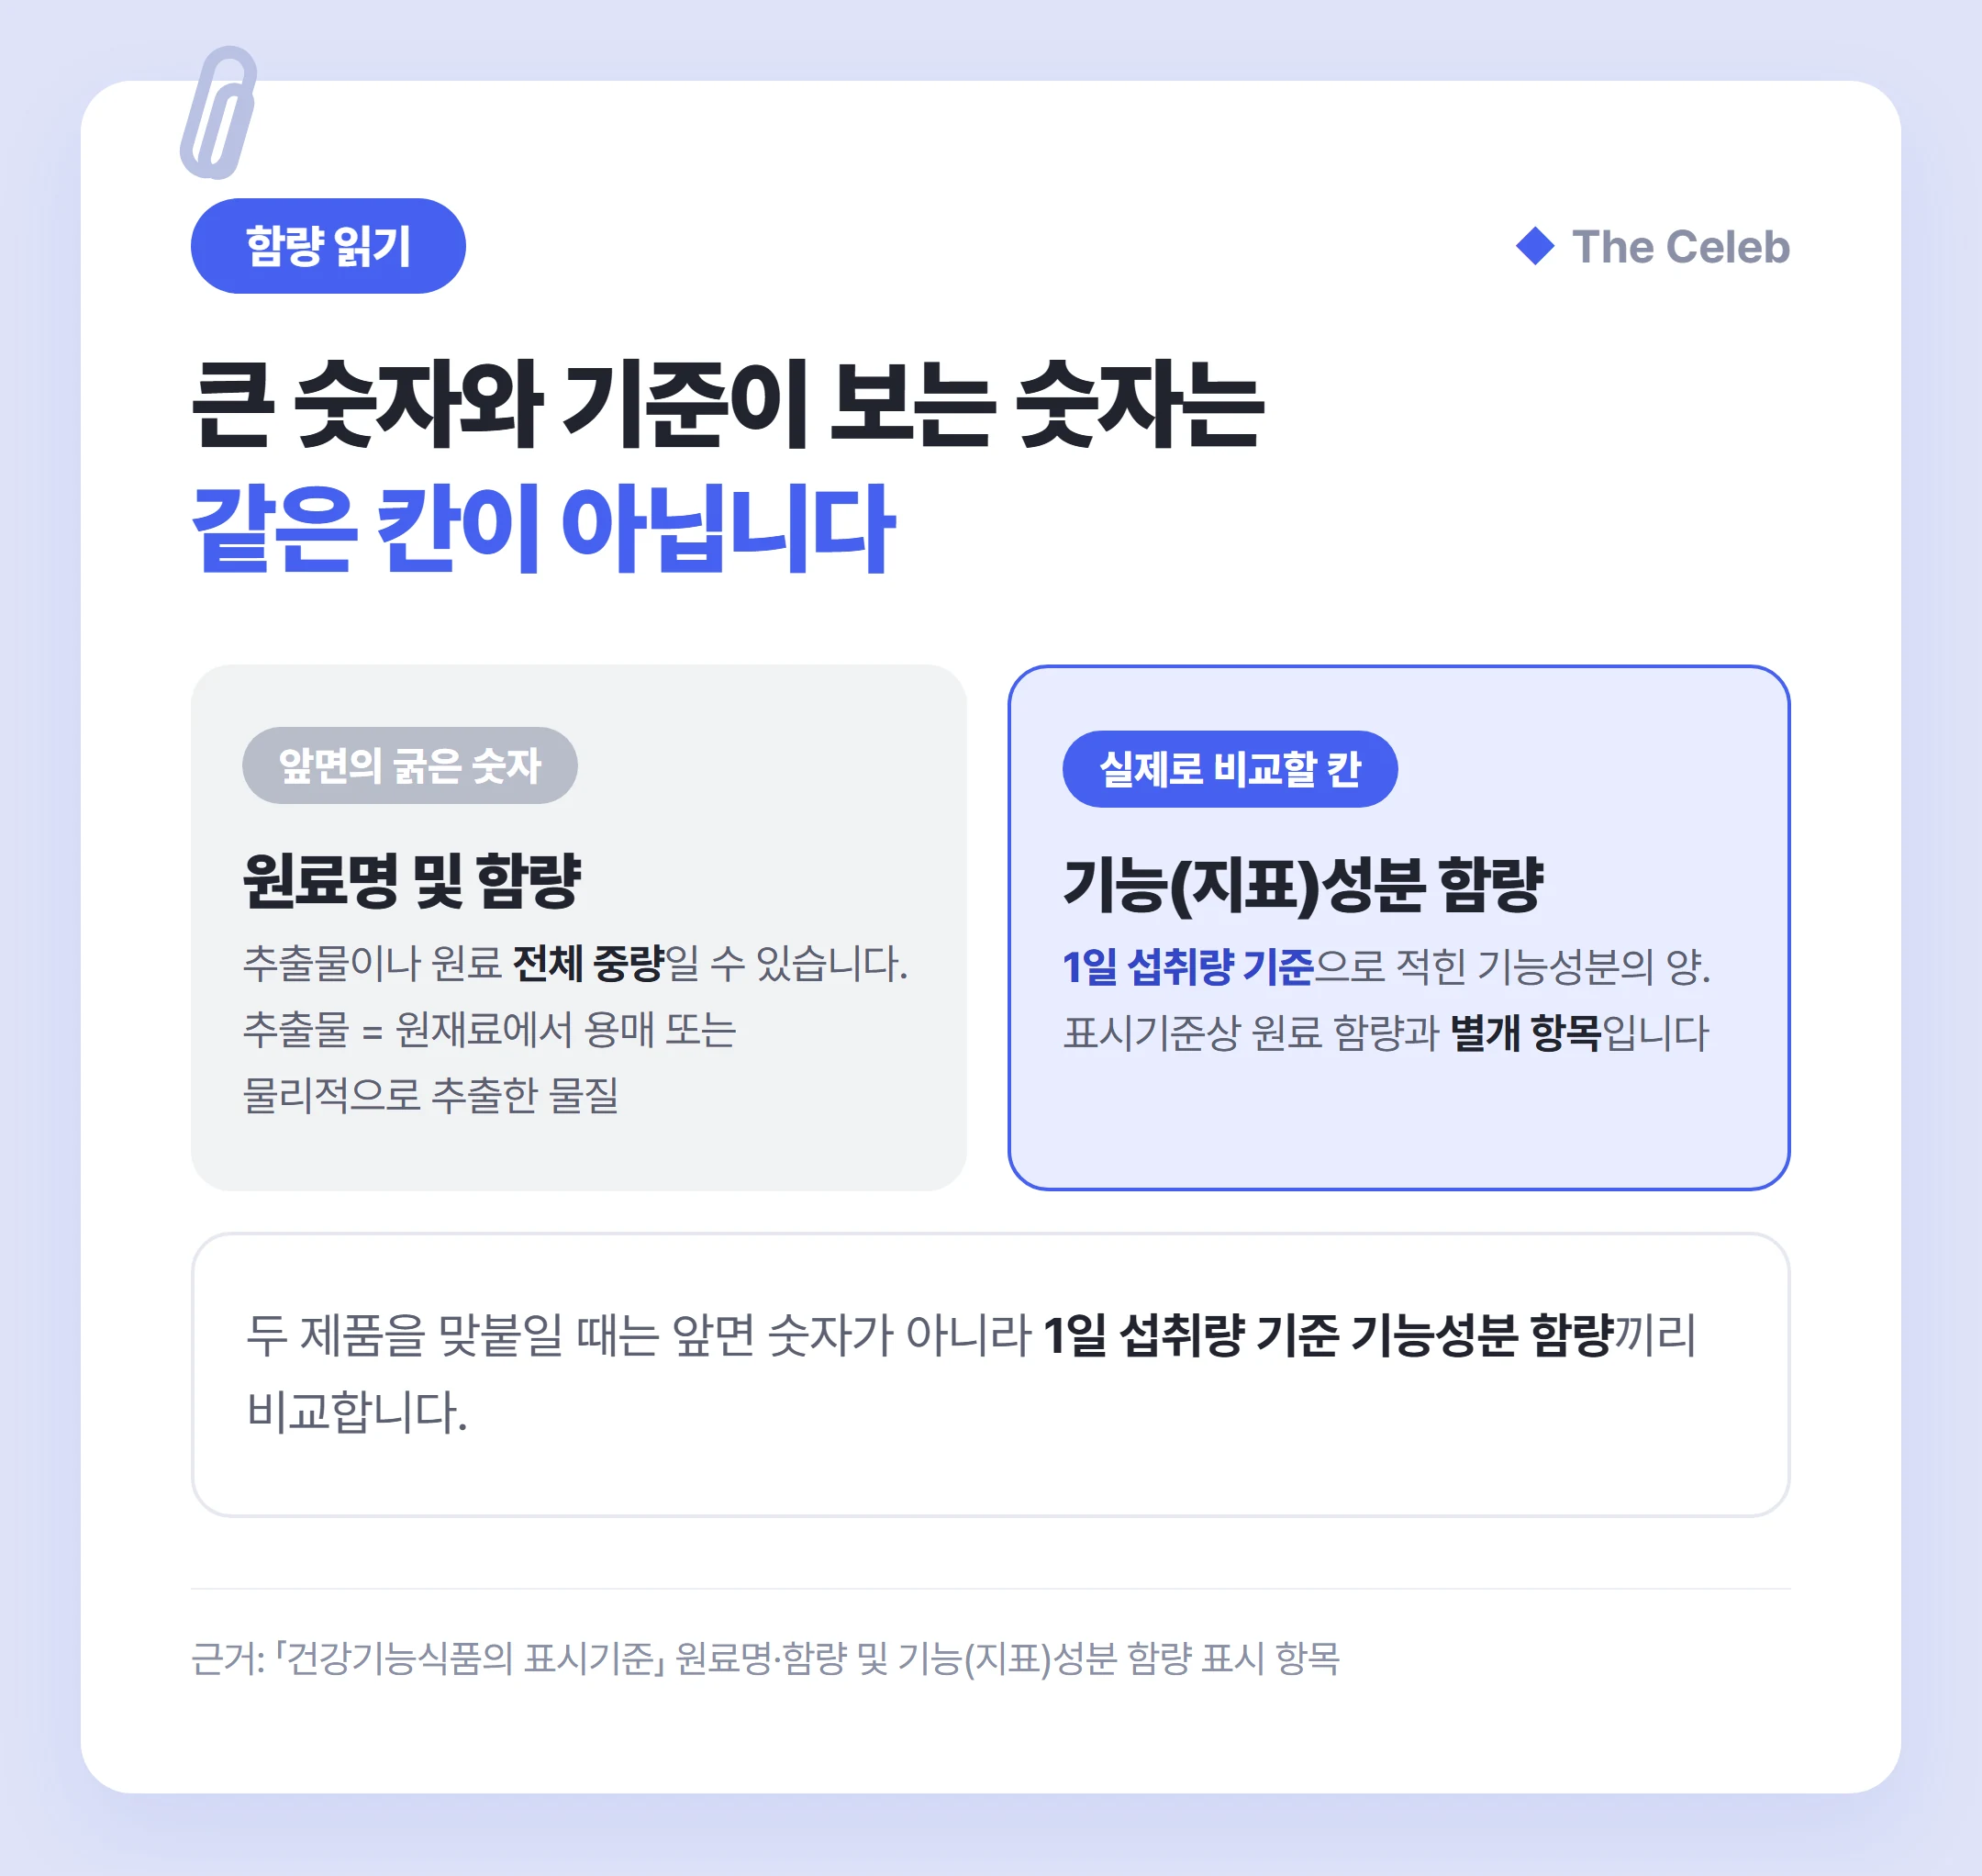 함량 읽기
The Celeb
큰 숫자와 기준이 보는 숫자는
같은 칸이 아닙니다
앞면의 굵은 숫자
원료명 및 함량
추출물이나 원료 전체 중량일 수 있습니다.
추출물 = 원재료에서 용매 또는
물리적으로 추출한 물질
실제로 비교할 칸
기능(지표)성분 함량
1일 섭취량 기준으로 적힌 기능성분의 양.
표시기준상 원료 함량과 별개 항목입니다
두 제품을 맞붙일 때는 앞면 숫자가 아니라 1일 섭취량 기준 기능성분 함량끼리
비교합니다.
근거: 「건강기능식품의 표시기준」 원료명·함량 및 기능(지표)성분 함량 표시 항목